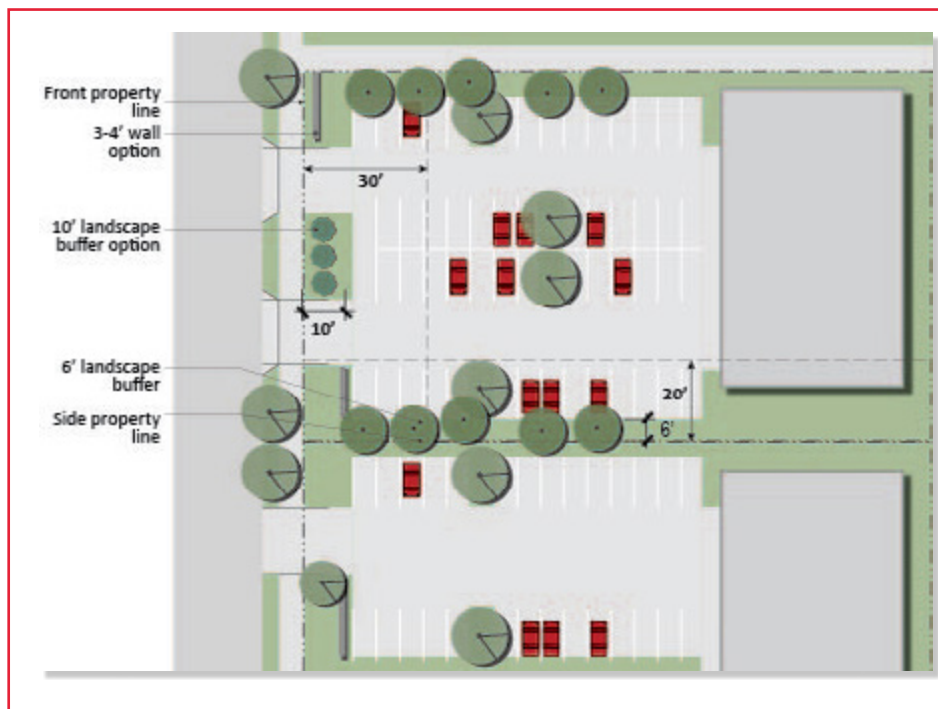 Front property
line
3-4' wall
option
30'
10' landscape
buffer option
10'
6' landscape
buffer
20'
Side property
line
6'